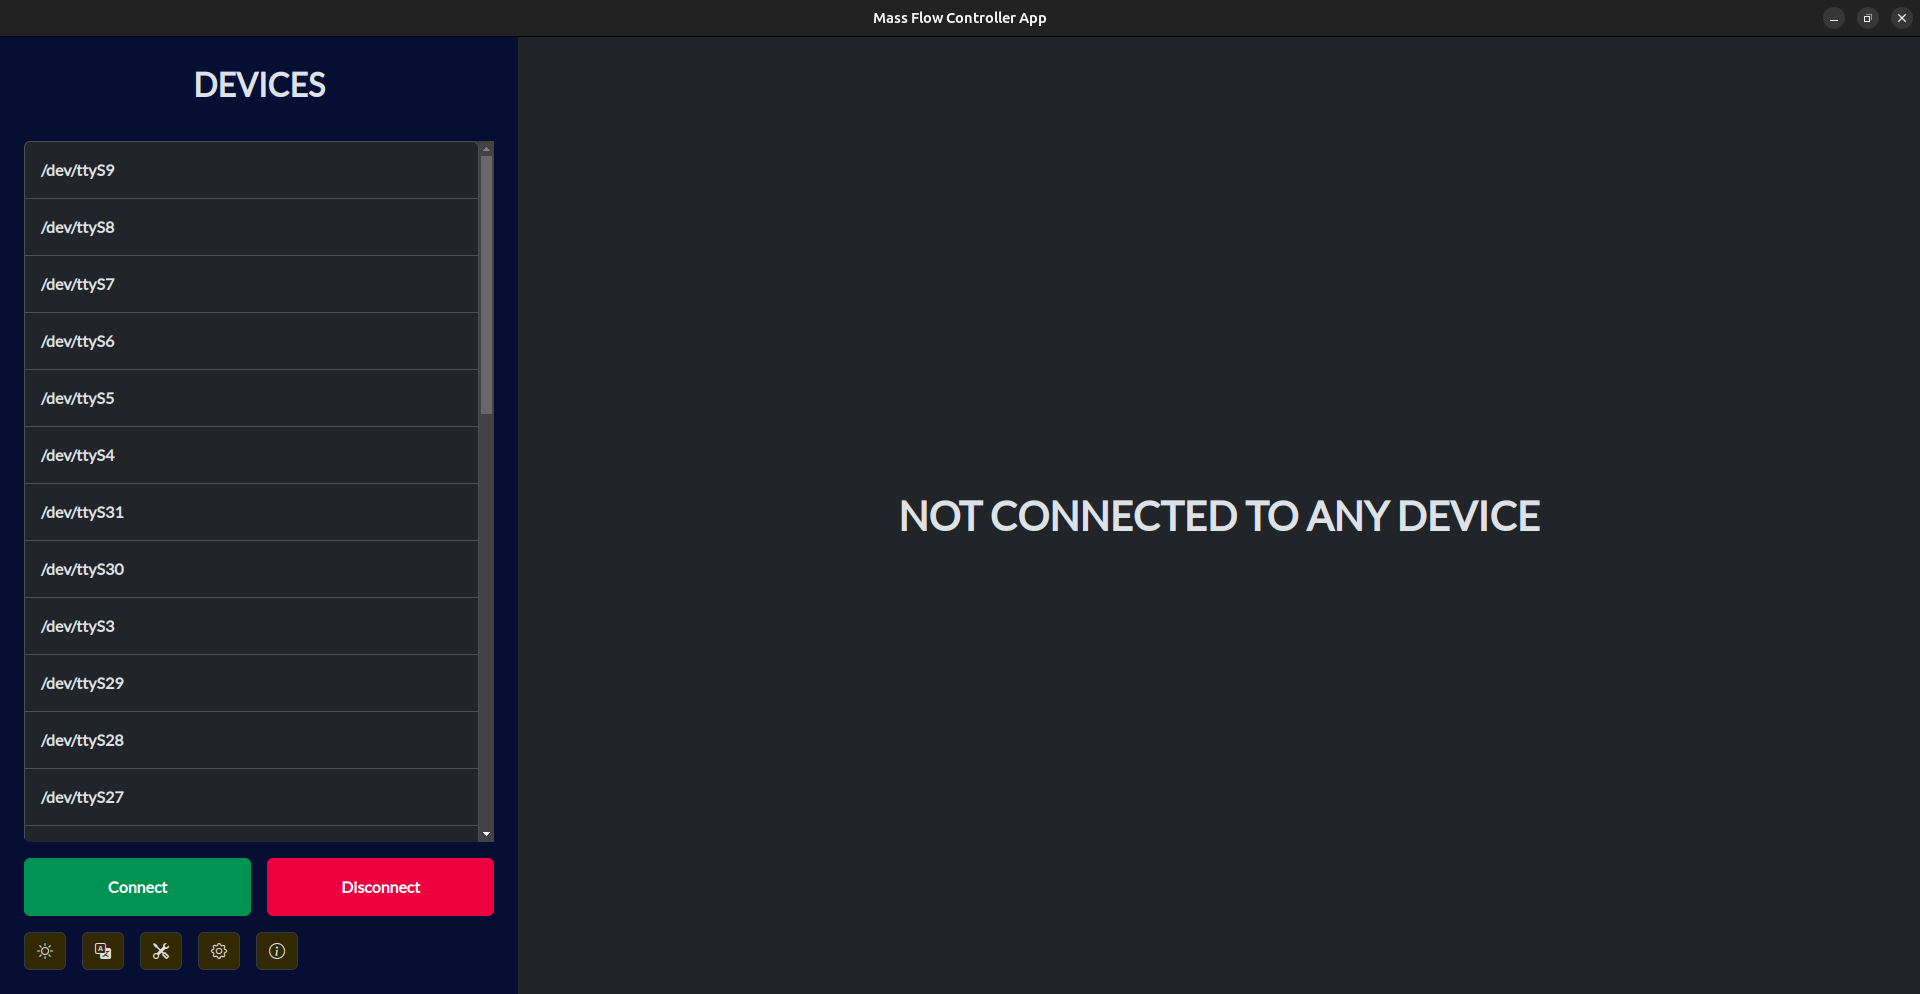 Mass Flow Controller App
DEVICES
/dev/ttyS9
/dev/ttyS8
/dev/ttyS7
/dev/ttyS6
/dev/ttyS5
/dev/ttyS4
/dev/ttyS31
/dev/ttyS30
/dev/ttyS3
/dev/ttyS29
/dev/ttyS28
/dev/ttyS27
Connect
Disconnect
NOT CONNECTED TO ANY DEVICE